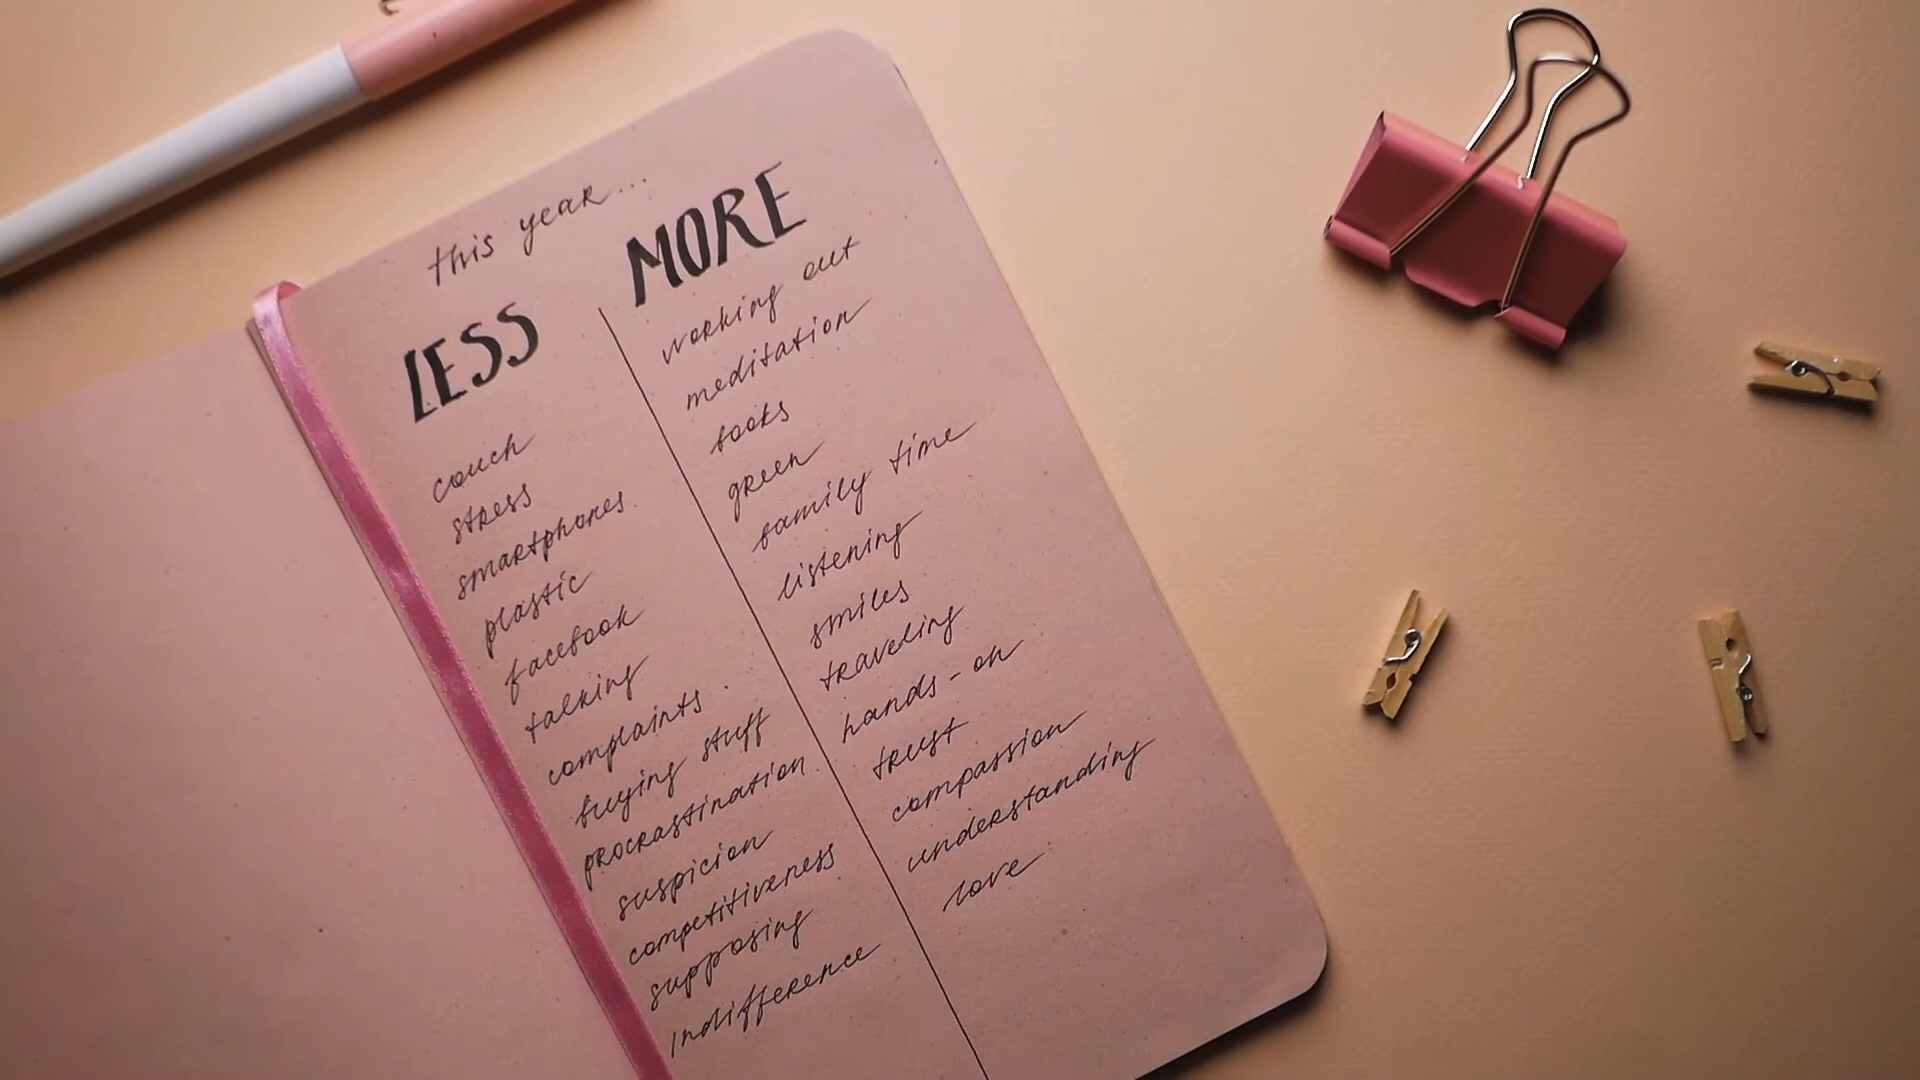 this year...
LESS
couch
stress
smartphones
plastic
facebook
talking
complaints
buying stuff
procrastination
suspicion
competitiveness
supposing
indifference
MORE
working out
meditation
books
green
family time
listening
smiles
traveling
hands-on
trust
compassion
understanding
love